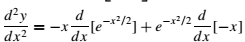 d²y/dx² = −x d/dx [e^(−x²/2)] + e^(−x²/2) d/dx [−x]